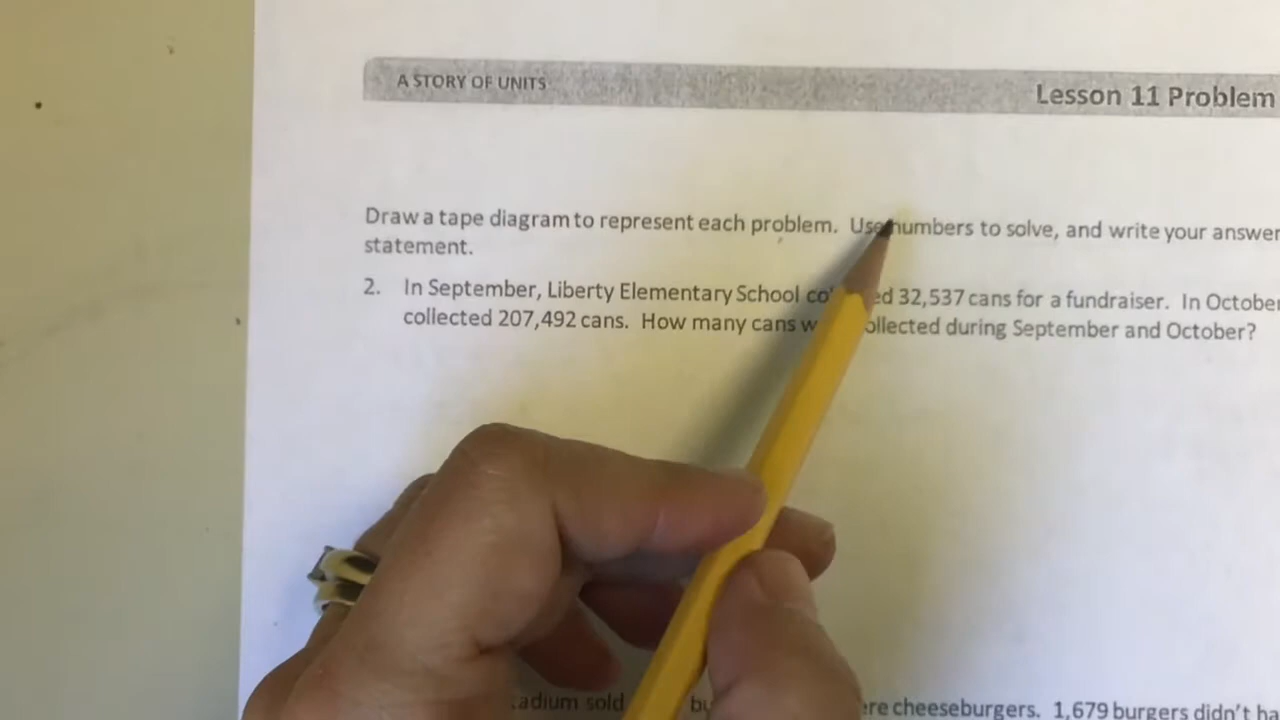 A STORY OF UNITS
Lesson 11 Problem
Draw a tape diagram to represent each problem. Use numbers to solve, and write your answer
statement.
2. In September, Liberty Elementary School 32,537 cans for a fundraiser. In October
collected 207,492 cans. How many cans collected during September and October?
sold cheeseburgers. 1,679 burgers didn't